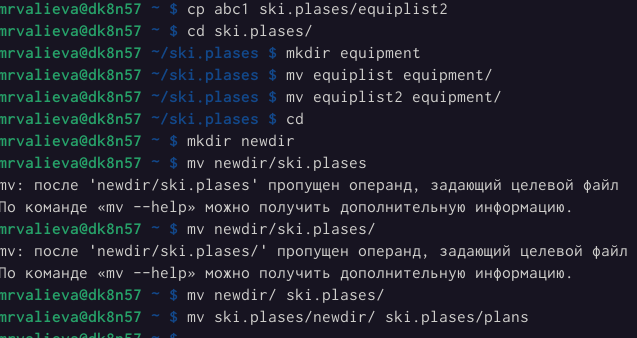 mrvalieva@dk8n57 ~ $ cp abc1 ski.plases/equiplist2
mrvalieva@dk8n57 ~ $ cd ski.plases/
mrvalieva@dk8n57 ~/ski.plases $ mkdir equipment
mrvalieva@dk8n57 ~/ski.plases $ mv equiplist equipment/
mrvalieva@dk8n57 ~/ski.plases $ mv equiplist2 equipment/
mrvalieva@dk8n57 ~/ski.plases $ cd
mrvalieva@dk8n57 ~ $ mkdir newdir
mrvalieva@dk8n57 ~ $ mv newdir/ski.plases
mv: после 'newdir/ski.plases' пропущен операнд, задающий целевой файл
По команде «mv --help» можно получить дополнительную информацию.
mrvalieva@dk8n57 ~ $ mv newdir/ski.plases/
mv: после 'newdir/ski.plases/' пропущен операнд, задающий целевой файл
По команде «mv --help» можно получить дополнительную информацию.
mrvalieva@dk8n57 ~ $ mv newdir/ ski.plases/
mrvalieva@dk8n57 ~ $ mv ski.plases/newdir/ ski.plases/plans
mrvalieva@dk8n57 ~ $